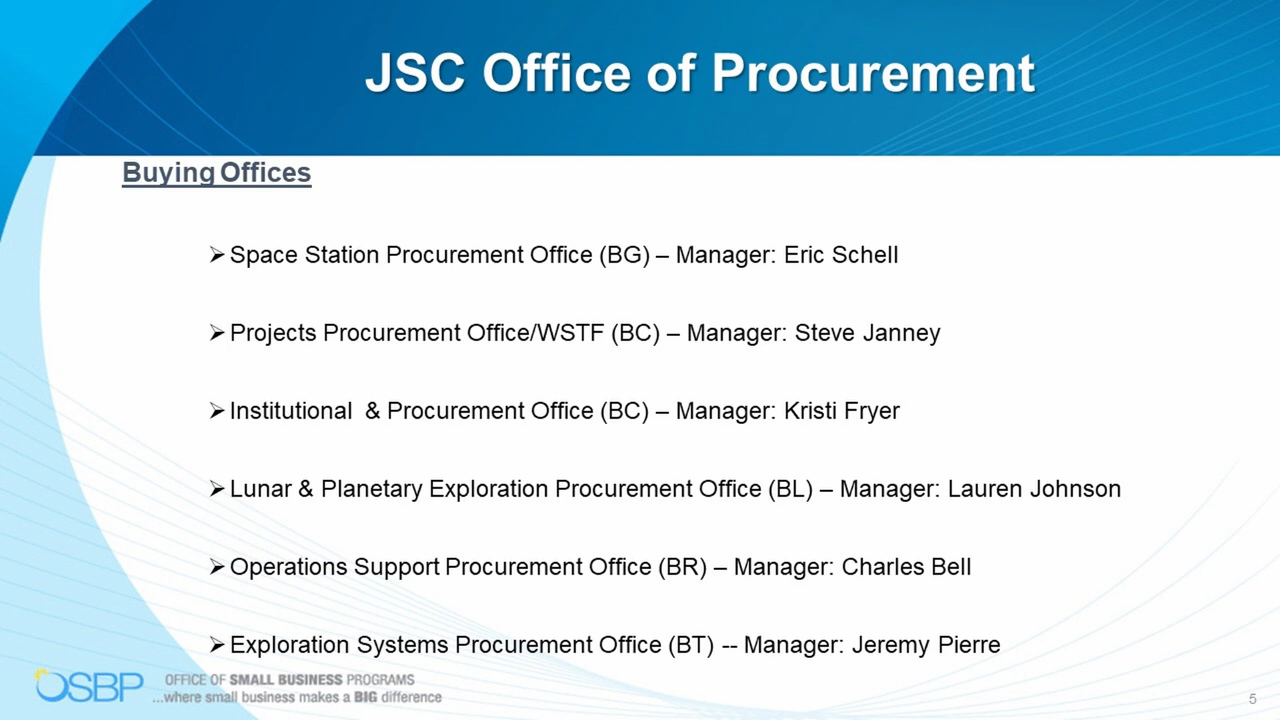 JSC Office of Procurement
Buying Offices
➢ Space Station Procurement Office (BG) – Manager: Eric Schell
➢ Projects Procurement Office/WSTF (BC) – Manager: Steve Janney
➢ Institutional  & Procurement Office (BC) – Manager: Kristi Fryer
➢ Lunar & Planetary Exploration Procurement Office (BL) – Manager: Lauren Johnson
➢ Operations Support Procurement Office (BR) – Manager: Charles Bell
➢ Exploration Systems Procurement Office (BT) -- Manager: Jeremy Pierre
OSBP
OFFICE OF SMALL BUSINESS PROGRAMS
...where small business makes a BIG difference
5